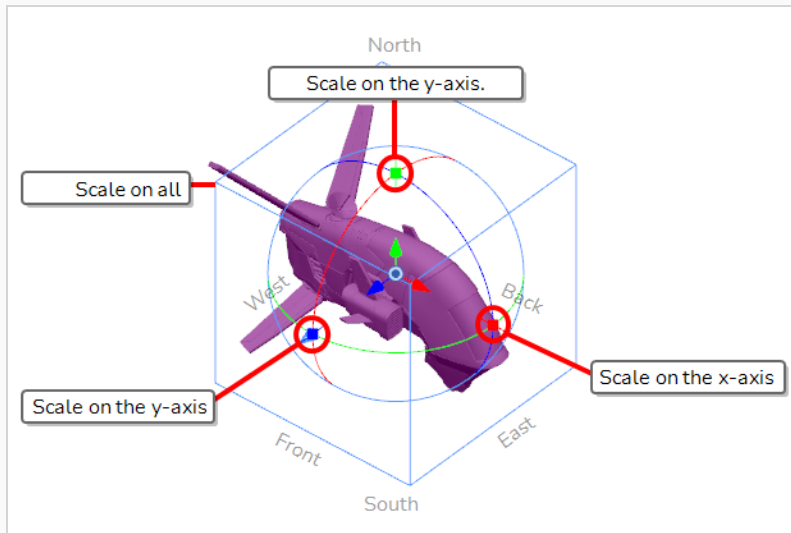 North
Scale on the y-axis.
Scale on all
West
Back
Scale on the x-axis
Scale on the y-axis
Front
East
South